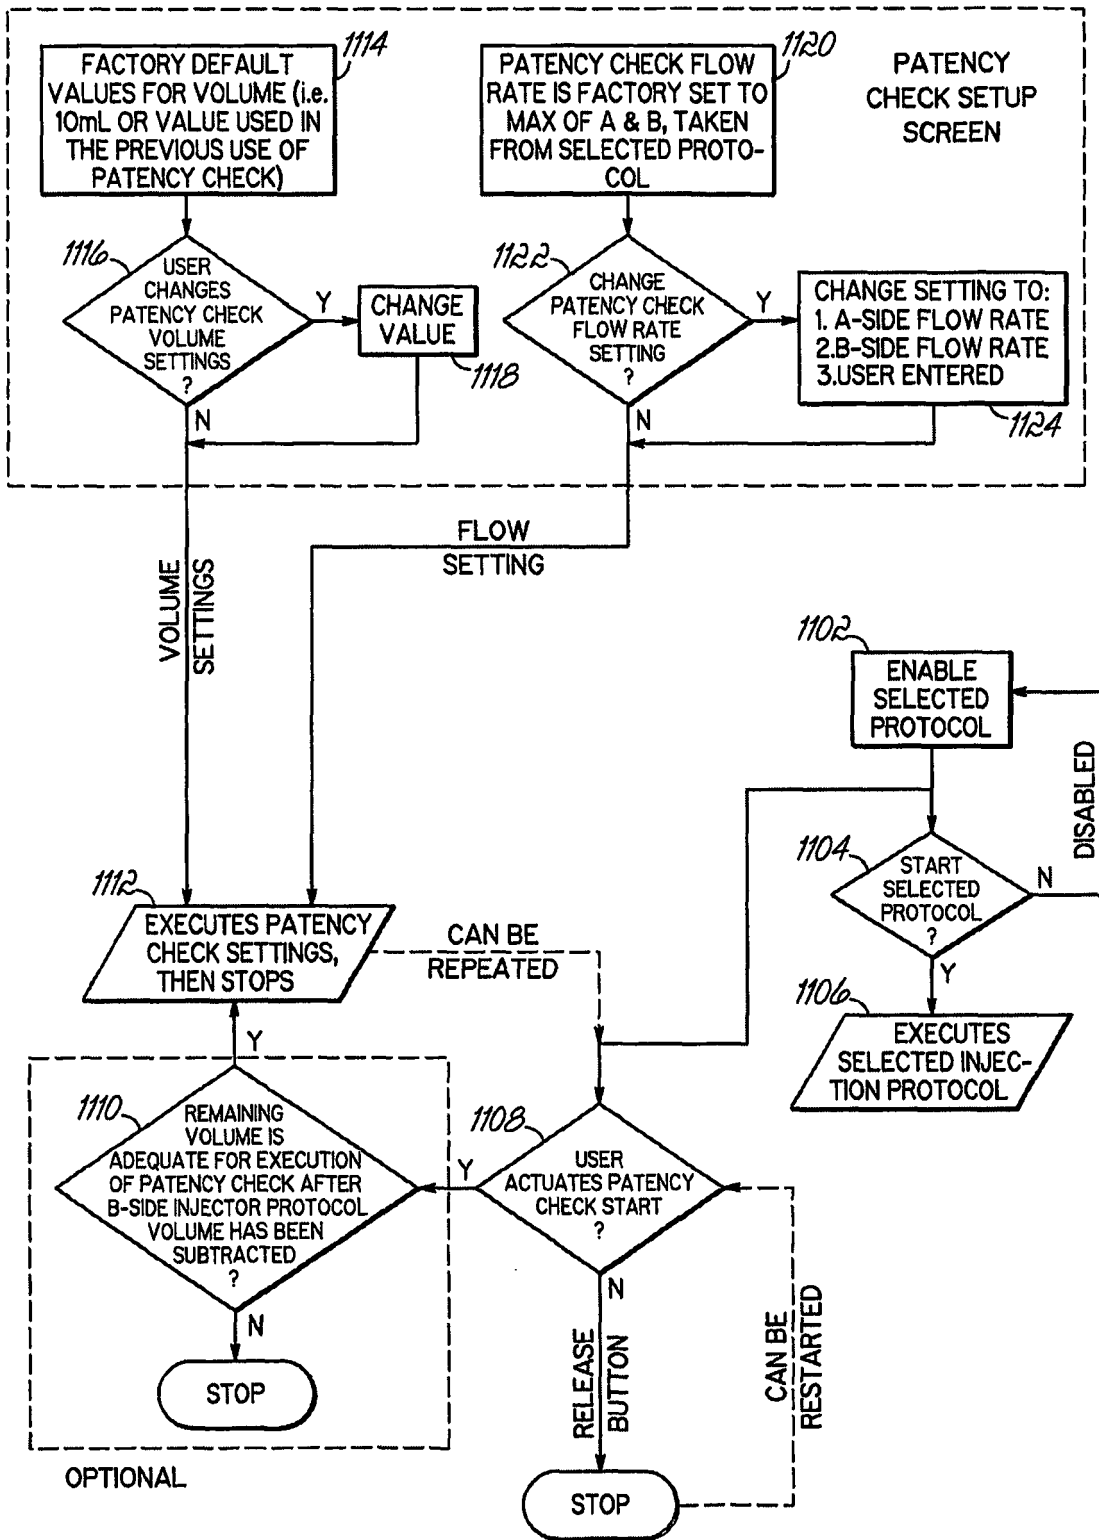 1114
FACTORY DEFAULT
VALUES FOR VOLUME (i.e.
10mL OR VALUE USED IN
THE PREVIOUS USE OF
PATENCY CHECK)
1120
PATENCY CHECK FLOW
RATE IS FACTORY SET TO
MAX OF A & B, TAKEN
FROM SELECTED PROTO-
COL
PATENCY
CHECK SETUP
SCREEN
1116
USER
CHANGES
PATENCY CHECK
VOLUME
SETTINGS
?
Y
N
CHANGE
VALUE
1118
1122
CHANGE
PATENCY CHECK
FLOW RATE
SETTING
?
Y
N
CHANGE SETTING TO:
1. A-SIDE FLOW RATE
2.B-SIDE FLOW RATE
3.USER ENTERED
1124
VOLUME
SETTINGS
FLOW
SETTING
1102
ENABLE
SELECTED
PROTOCOL
DISABLED
1104
START
SELECTED
PROTOCOL
?
N
Y
1106
EXECUTES
SELECTED INJEC-
TION PROTOCOL
1112
EXECUTES PATENCY
CHECK SETTINGS,
THEN STOPS
CAN BE
REPEATED
Y
1110
REMAINING
VOLUME IS
ADEQUATE FOR EXECUTION
OF PATENCY CHECK AFTER
B-SIDE INJECTOR PROTOCOL
VOLUME HAS BEEN
SUBTRACTED
?
N
STOP
OPTIONAL
1108
USER
ACTUATES PATENCY
CHECK START
?
Y
N
RELEASE
BUTTON
STOP
CAN BE
RESTARTED